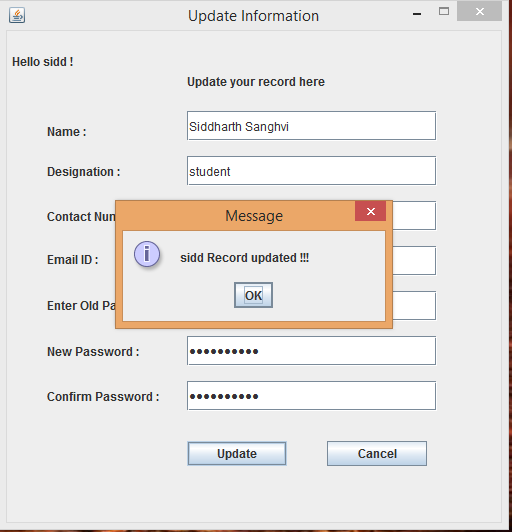 Update Information
Hello sidd !
Update your record here
Name :
Siddharth Sanghvi
Designation :
student
Contact Num
Message
sidd Record updated !!!
OK
Email ID :
Enter Old Pa
New Password :
Confirm Password :
Update
Cancel